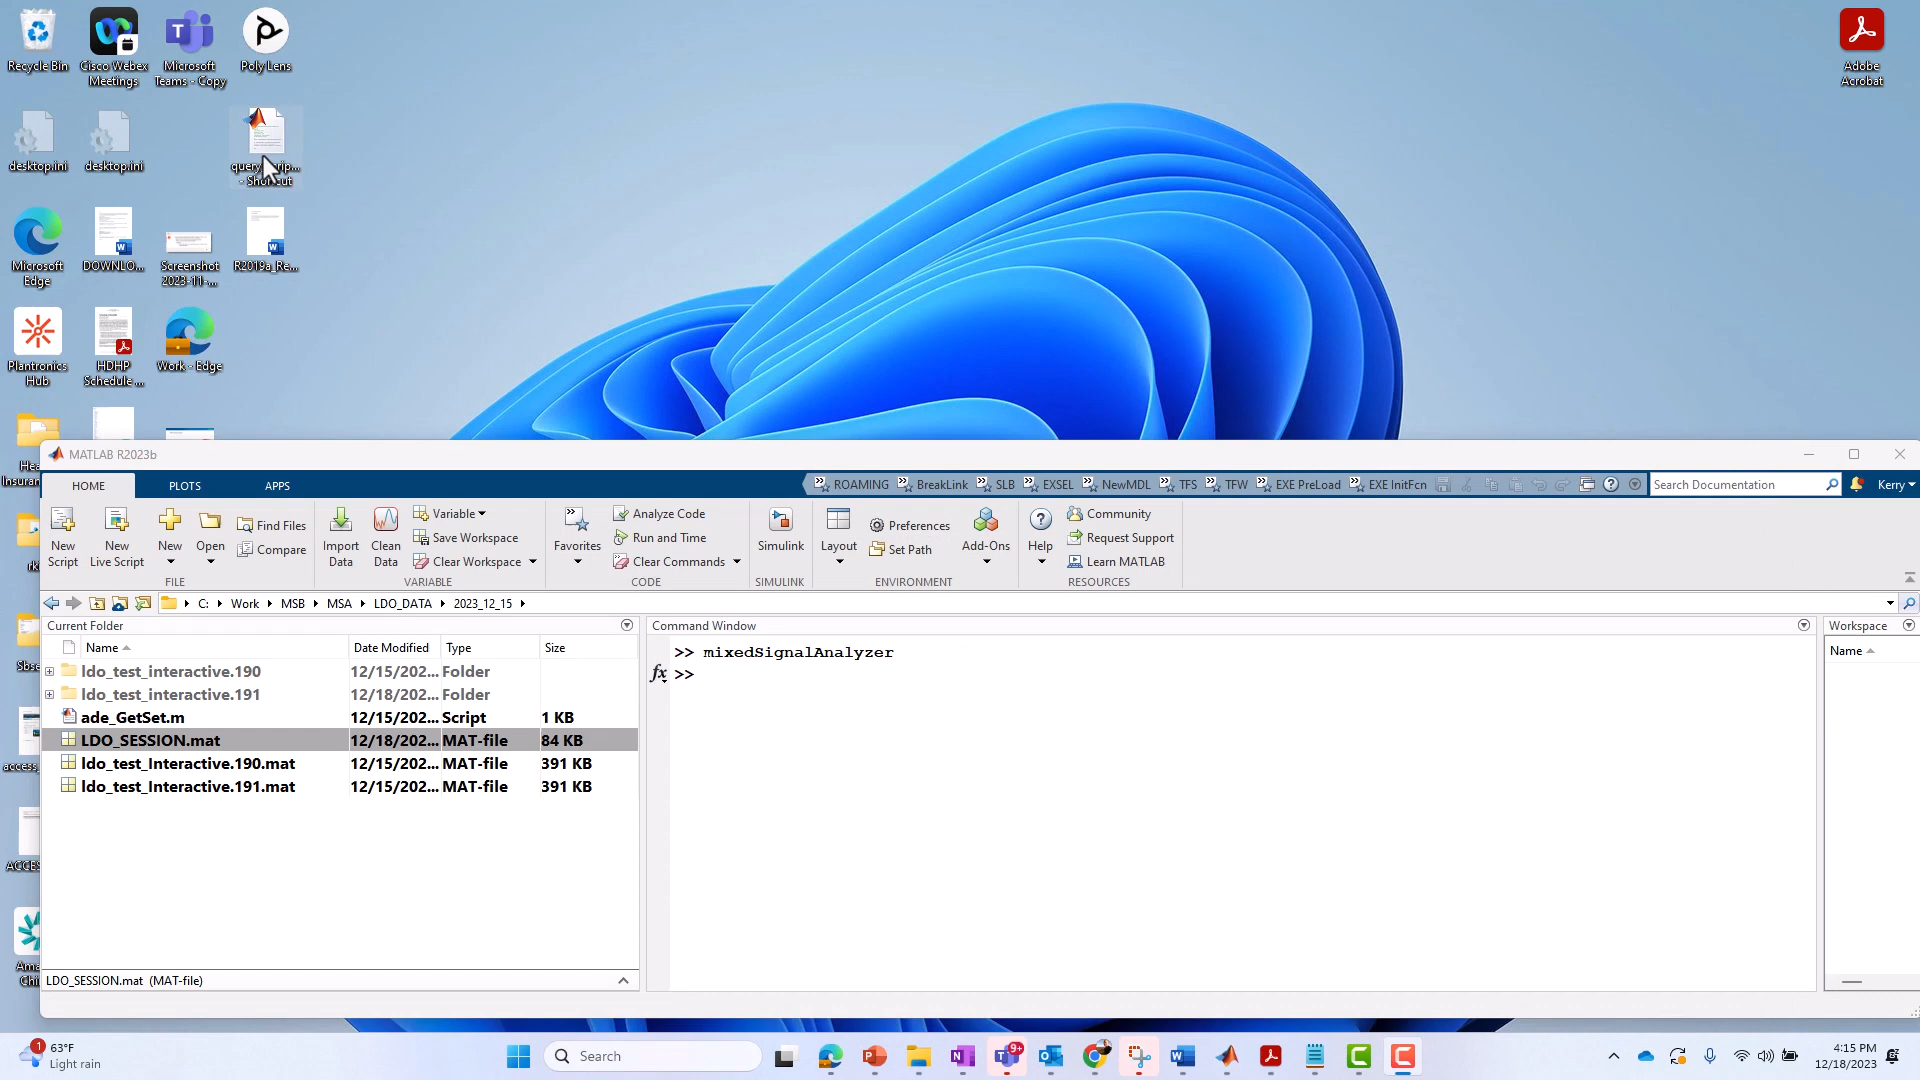 Recycle Bin
Cisco Webex Meetings
Microsoft Teams - Copy
Poly Lens
Adobe Acrobat
desktop.ini
desktop.ini
- Shortcut
Microsoft Edge
DOWNLO...
Screenshot 2023-11-...
R2019a_Re...
Plantronics Hub
HDHP Schedule ...
Work - Edge
MATLAB R2023b
HOME
PLOTS
APPS
ROAMING
BreakLink
SLB
EXSEL
NewMDL
TFS
TFW
EXE PreLoad
EXE InitFcn
Search Documentation
Kerry
New Script
New Live Script
New
Open
Find Files
Compare
FILE
Import Data
Clean Data
Variable
Save Workspace
Clear Workspace
VARIABLE
Favorites
Analyze Code
Run and Time
Clear Commands
CODE
Simulink
SIMULINK
Layout
Preferences
Set Path
Add-Ons
ENVIRONMENT
Help
Community
Request Support
Learn MATLAB
RESOURCES
C: Work MSB MSA LDO_DATA 2023_12_15
Current Folder
Name Date Modified Type Size
ldo_test_interactive.190 12/15/202... Folder
ldo_test_interactive.191 12/18/202... Folder
ade_GetSet.m 12/15/202... Script 1 KB
LDO_SESSION.mat 12/18/202... MAT-file 84 KB
ldo_test_Interactive.190.mat 12/15/202... MAT-file 391 KB
ldo_test_Interactive.191.mat 12/15/202... MAT-file 391 KB
LDO_SESSION.mat (MAT-file)
Command Window
>> mixedSignalAnalyzer
fx >>
Workspace
Name
1
63°F
Light rain
Search
9+
4:15 PM
12/18/2023